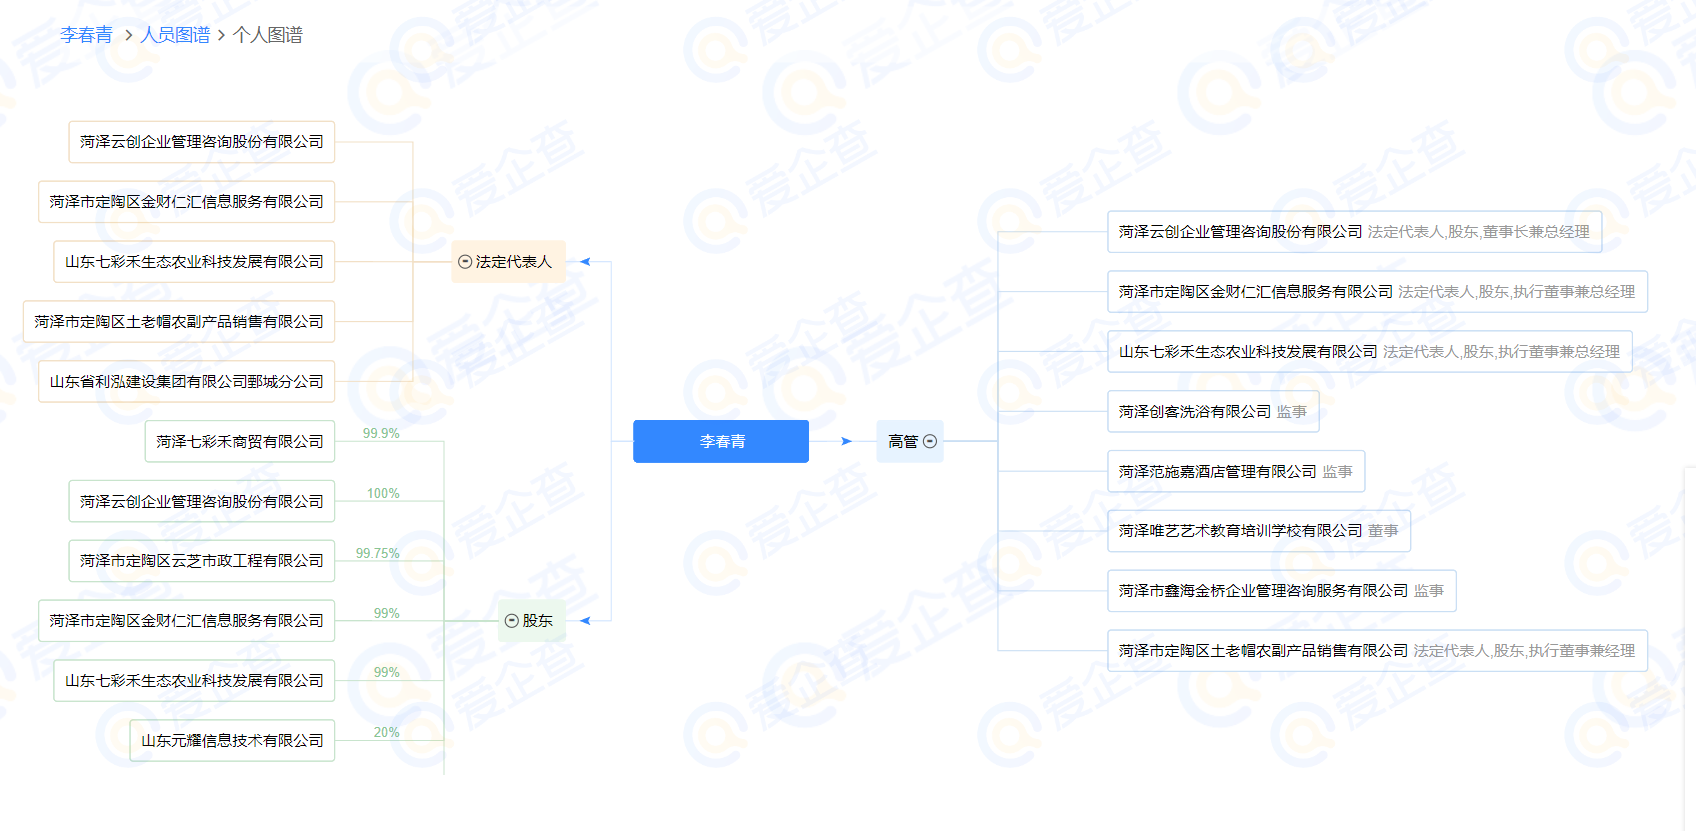 李春青 > 人员图谱 > 个人图谱
菏泽云创企业管理咨询股份有限公司
菏泽市定陶区金财仁汇信息服务有限公司
山东七彩禾生态农业科技发展有限公司
菏泽市定陶区土老帽农副产品销售有限公司
山东省利泓建设集团有限公司鄄城分公司
法定代表人
菏泽七彩禾商贸有限公司 99.9%
菏泽云创企业管理咨询股份有限公司 100%
菏泽市定陶区云芝市政工程有限公司 99.75%
菏泽市定陶区金财仁汇信息服务有限公司 99%
山东七彩禾生态农业科技发展有限公司 99%
山东元耀信息技术有限公司 20%
股东
李春青
高管
菏泽云创企业管理咨询股份有限公司 法定代表人,股东,董事长兼总经理
菏泽市定陶区金财仁汇信息服务有限公司 法定代表人,股东,执行董事兼总经理
山东七彩禾生态农业科技发展有限公司 法定代表人,股东,执行董事兼总经理
菏泽创客洗浴有限公司 监事
菏泽范施嘉酒店管理有限公司 监事
菏泽唯艺艺术教育培训学校有限公司 董事
菏泽市鑫海金桥企业管理咨询服务有限公司 监事
菏泽市定陶区土老帽农副产品销售有限公司 法定代表人,股东,执行董事兼经理
爱企查